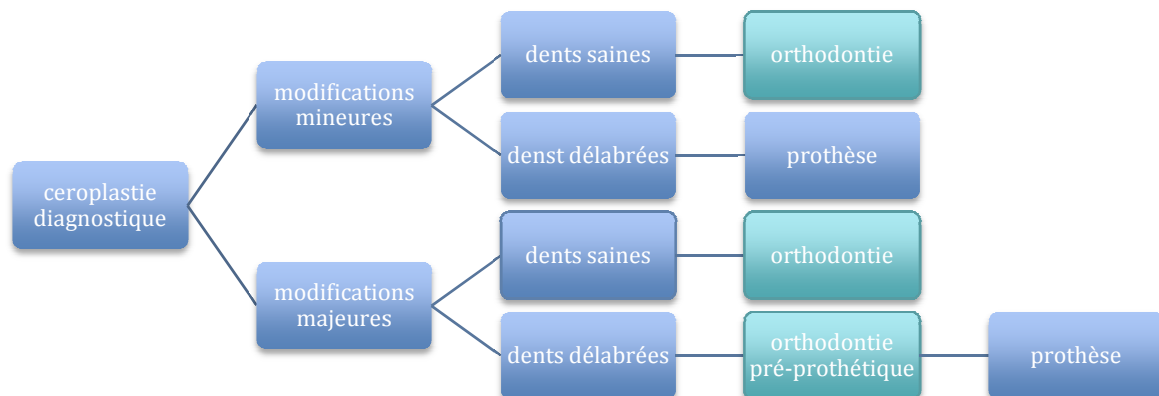 dents saines
orthodontie
modifications
mineures
denst délabrées
prothèse
ceroplastie
diagnostique
dents saines
orthodontie
modifications
majeures
dents délabrées
orthodontie
pré-prothétique
prothèse